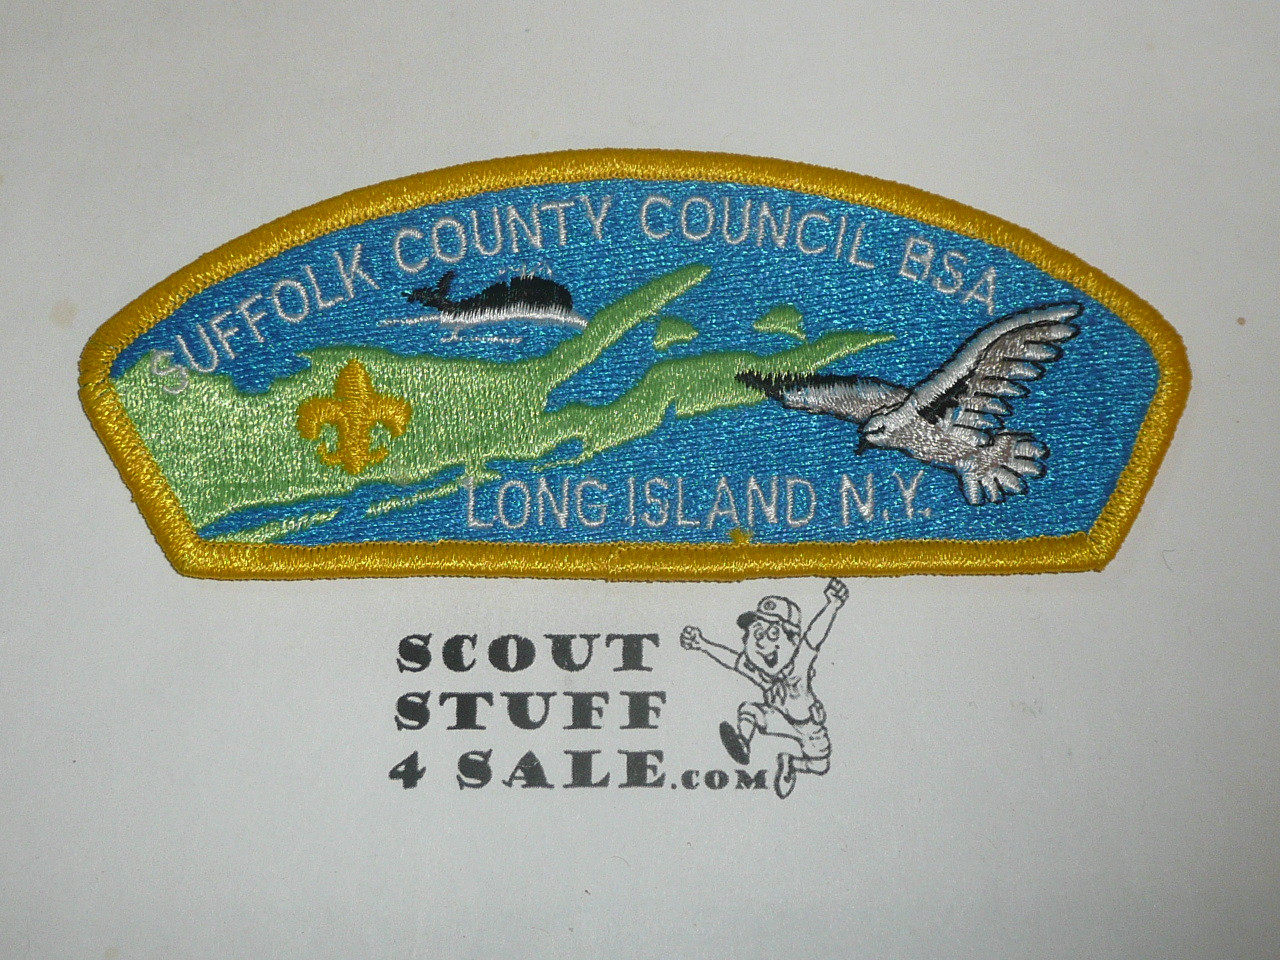 SUFFOLK COUNTY COUNCIL BSA
LONG ISLAND N.Y.
SCOUT
STUFF
4 SALE.COM